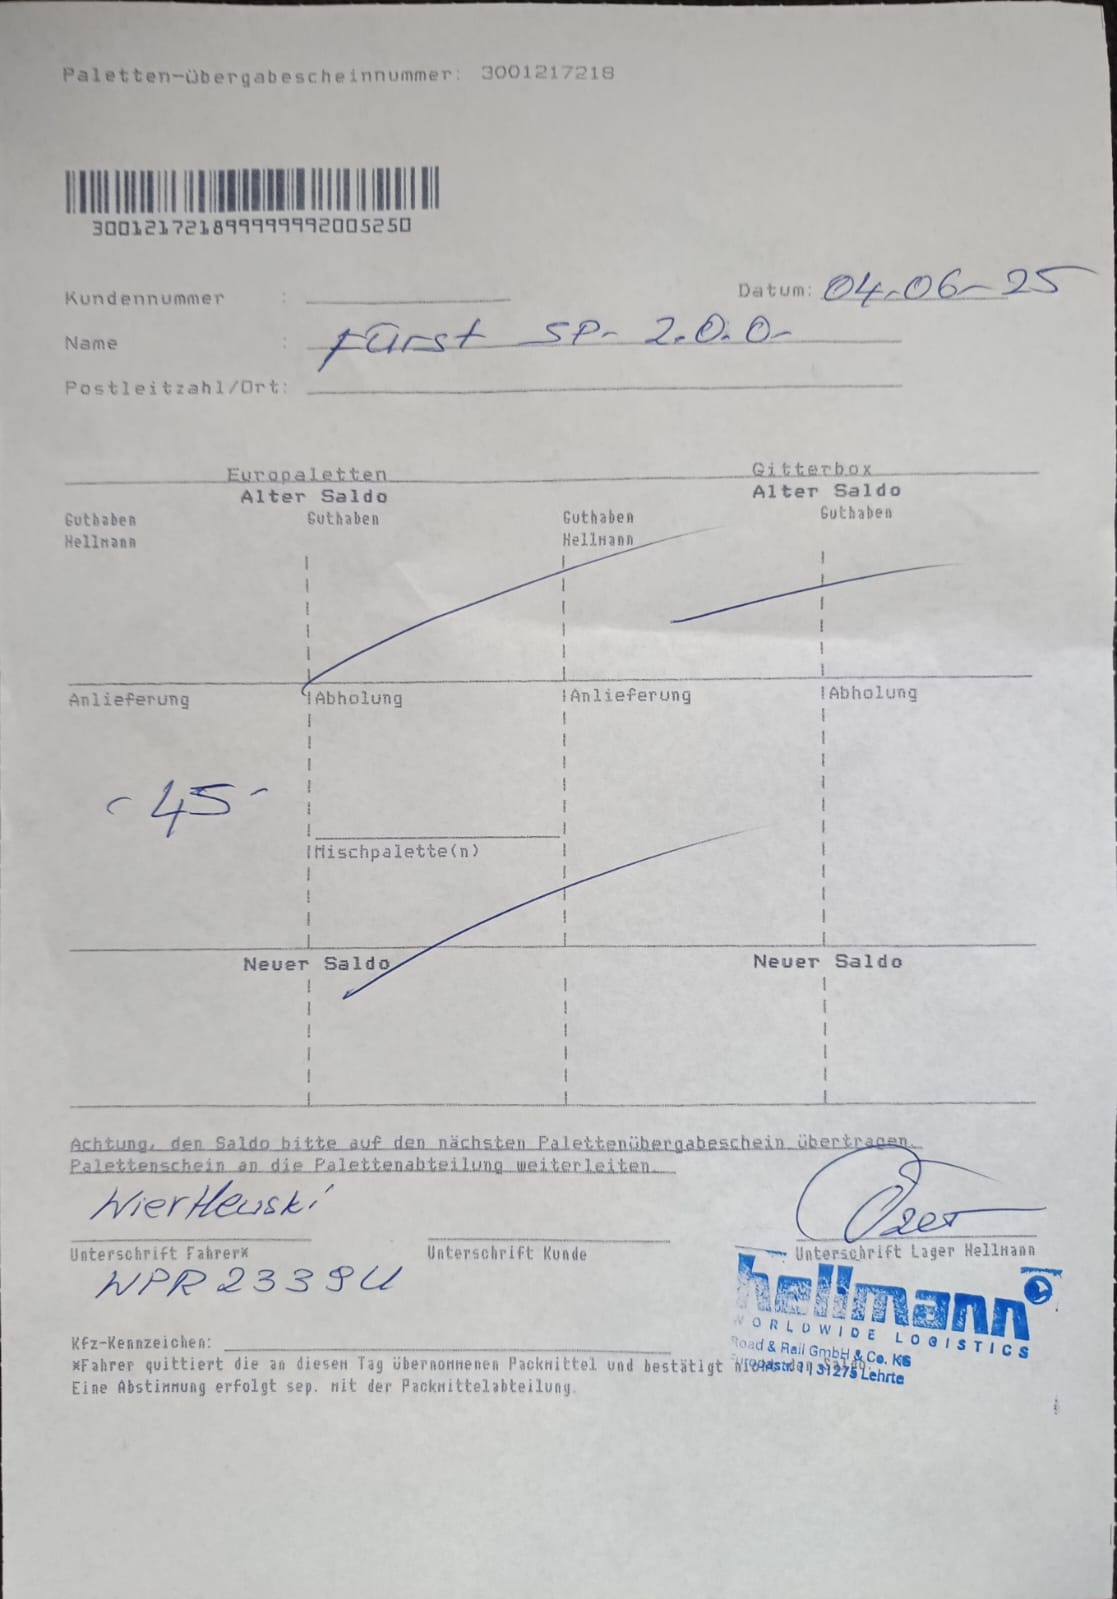 Paletten-Übergabescheinnummer: 3001217218
3001217218999999992005250
Kundennummer :
Datum: 04-06-25
Name : Fürst SP- 2.0.0-
Postleitzahl/Ort:
Europaletten Gitterbox
Alter Saldo Alter Saldo
Guthaben Guthaben Guthaben Guthaben
Hellmann Hellmann
Anlieferung Abholung Anlieferung Abholung
-45-
Mischpalette(n)
Neuer Saldo Neuer Saldo
Achtung, den Saldo bitte auf den nächsten Palettenübergabeschein übertragen.
Palettenschein an die Palettenabteilung weiterleiten.
Unterschrift Fahrer* Unterschrift Kunde Unterschrift Lager Hellmann
WPR2339U
hellmann
WORLDWIDE LOGISTICS
Road & Rail GmbH & Co. KG
Europastr. 1 | 31275 Lehrte
Kfz-Kennzeichen:
*Fahrer quittiert die an diesem Tag übernommenen Packmittel und bestätigt nicht den Saldo.
Eine Abstimmung erfolgt sep. mit der Packmittelabteilung.